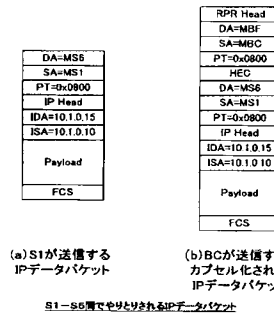 DA=MS6
SA=MS1
PT=0x0800
IP Head
IDA=10.1.0.15
ISA=10.1.0.10
Payload
FCS
(a)S1が送信する
IPデータパケット
RPR Head
DA=MBF
SA=MBC
PT=0x0800
HEC
DA=MS6
SA=MS1
PT=0x0800
IP Head
IDA=10.1.0.15
ISA=10.1.0.10
Payload
FCS
(b)BCが送信す
カプセル化され
IPデータパケッ
S1－S6間でやりとりされるIPデータパケット